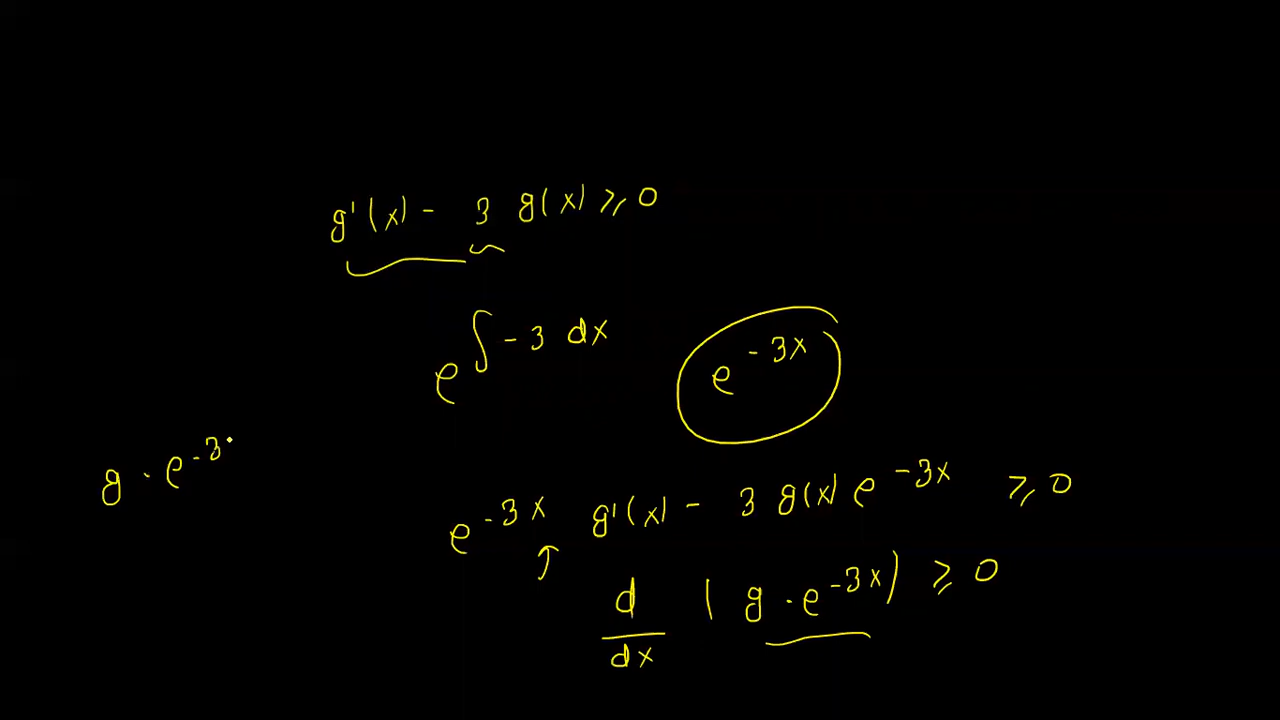 g'(x) - 3 g(x) ≥ 0
e^{∫ -3 dx} e^{-3x}
g · e^{-3
e^{-3x} g'(x) - 3 g(x) e^{-3x} ≥ 0
d/dx (g · e^{-3x}) ≥ 0